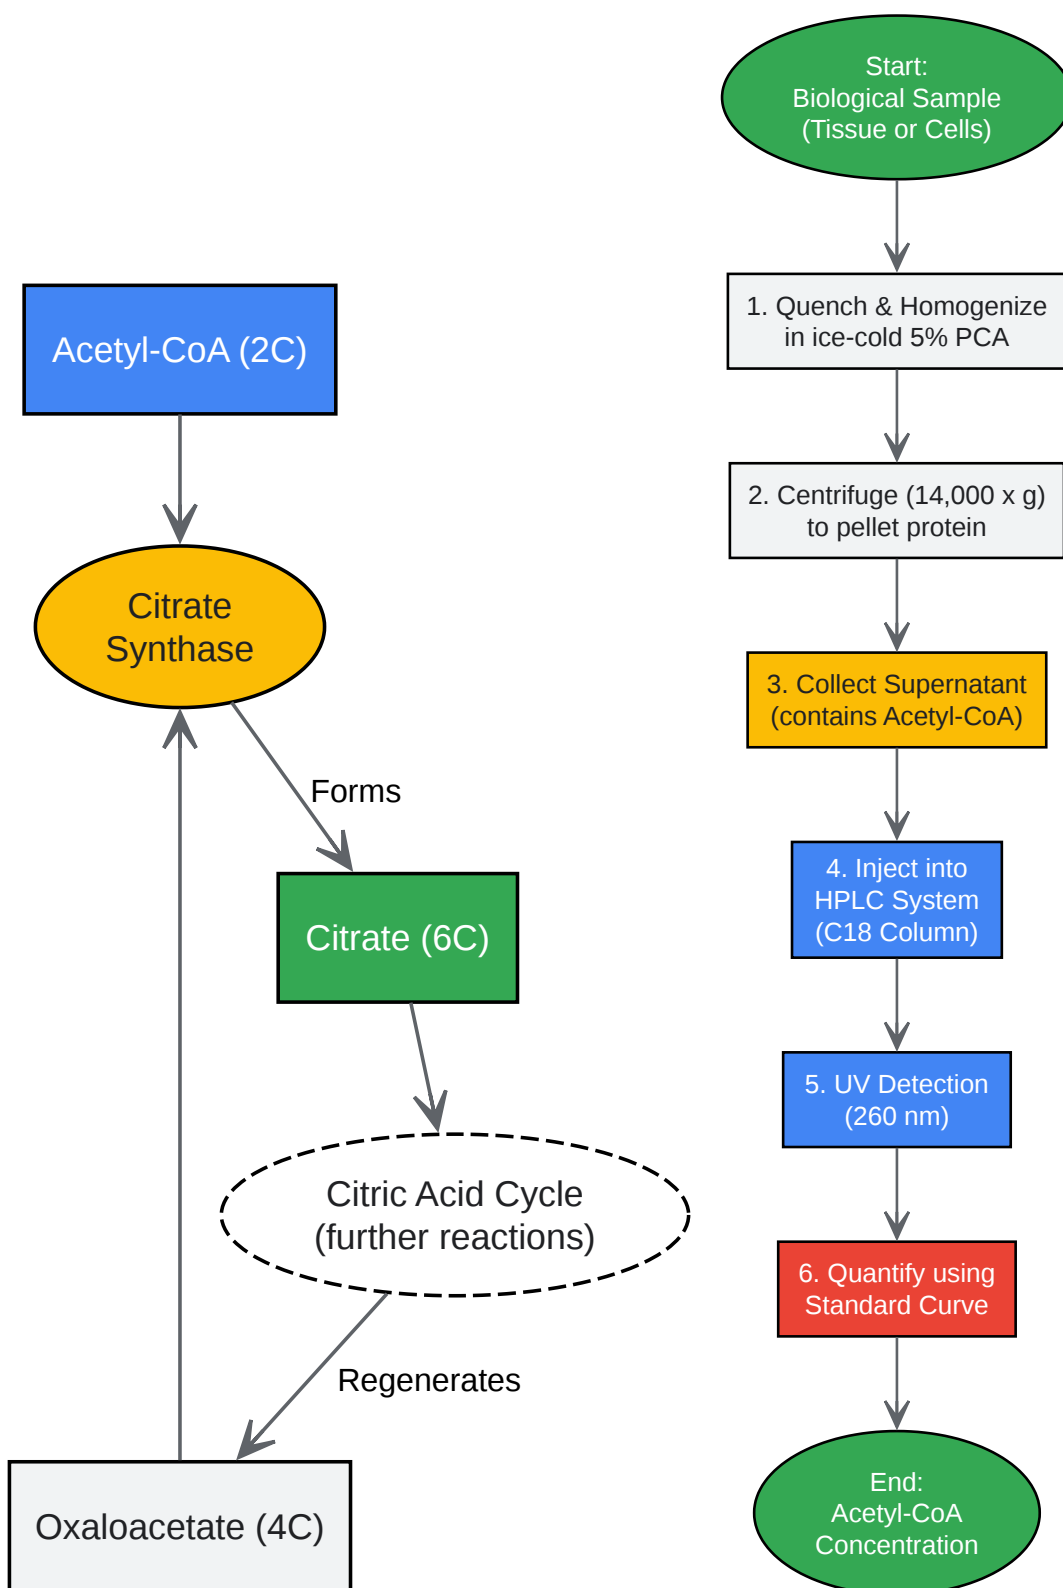 Acetyl-CoA (2C)
Citrate
Synthase
Forms
Citrate (6C)
Citric Acid Cycle
(further reactions)
Regenerates
Oxaloacetate (4C)
Start:
Biological Sample
(Tissue or Cells)
1. Quench & Homogenize
in ice-cold 5% PCA
2. Centrifuge (14,000 x g)
to pellet protein
3. Collect Supernatant
(contains Acetyl-CoA)
4. Inject into
HPLC System
(C18 Column)
5. UV Detection
(260 nm)
6. Quantify using
Standard Curve
End:
Acetyl-CoA
Concentration